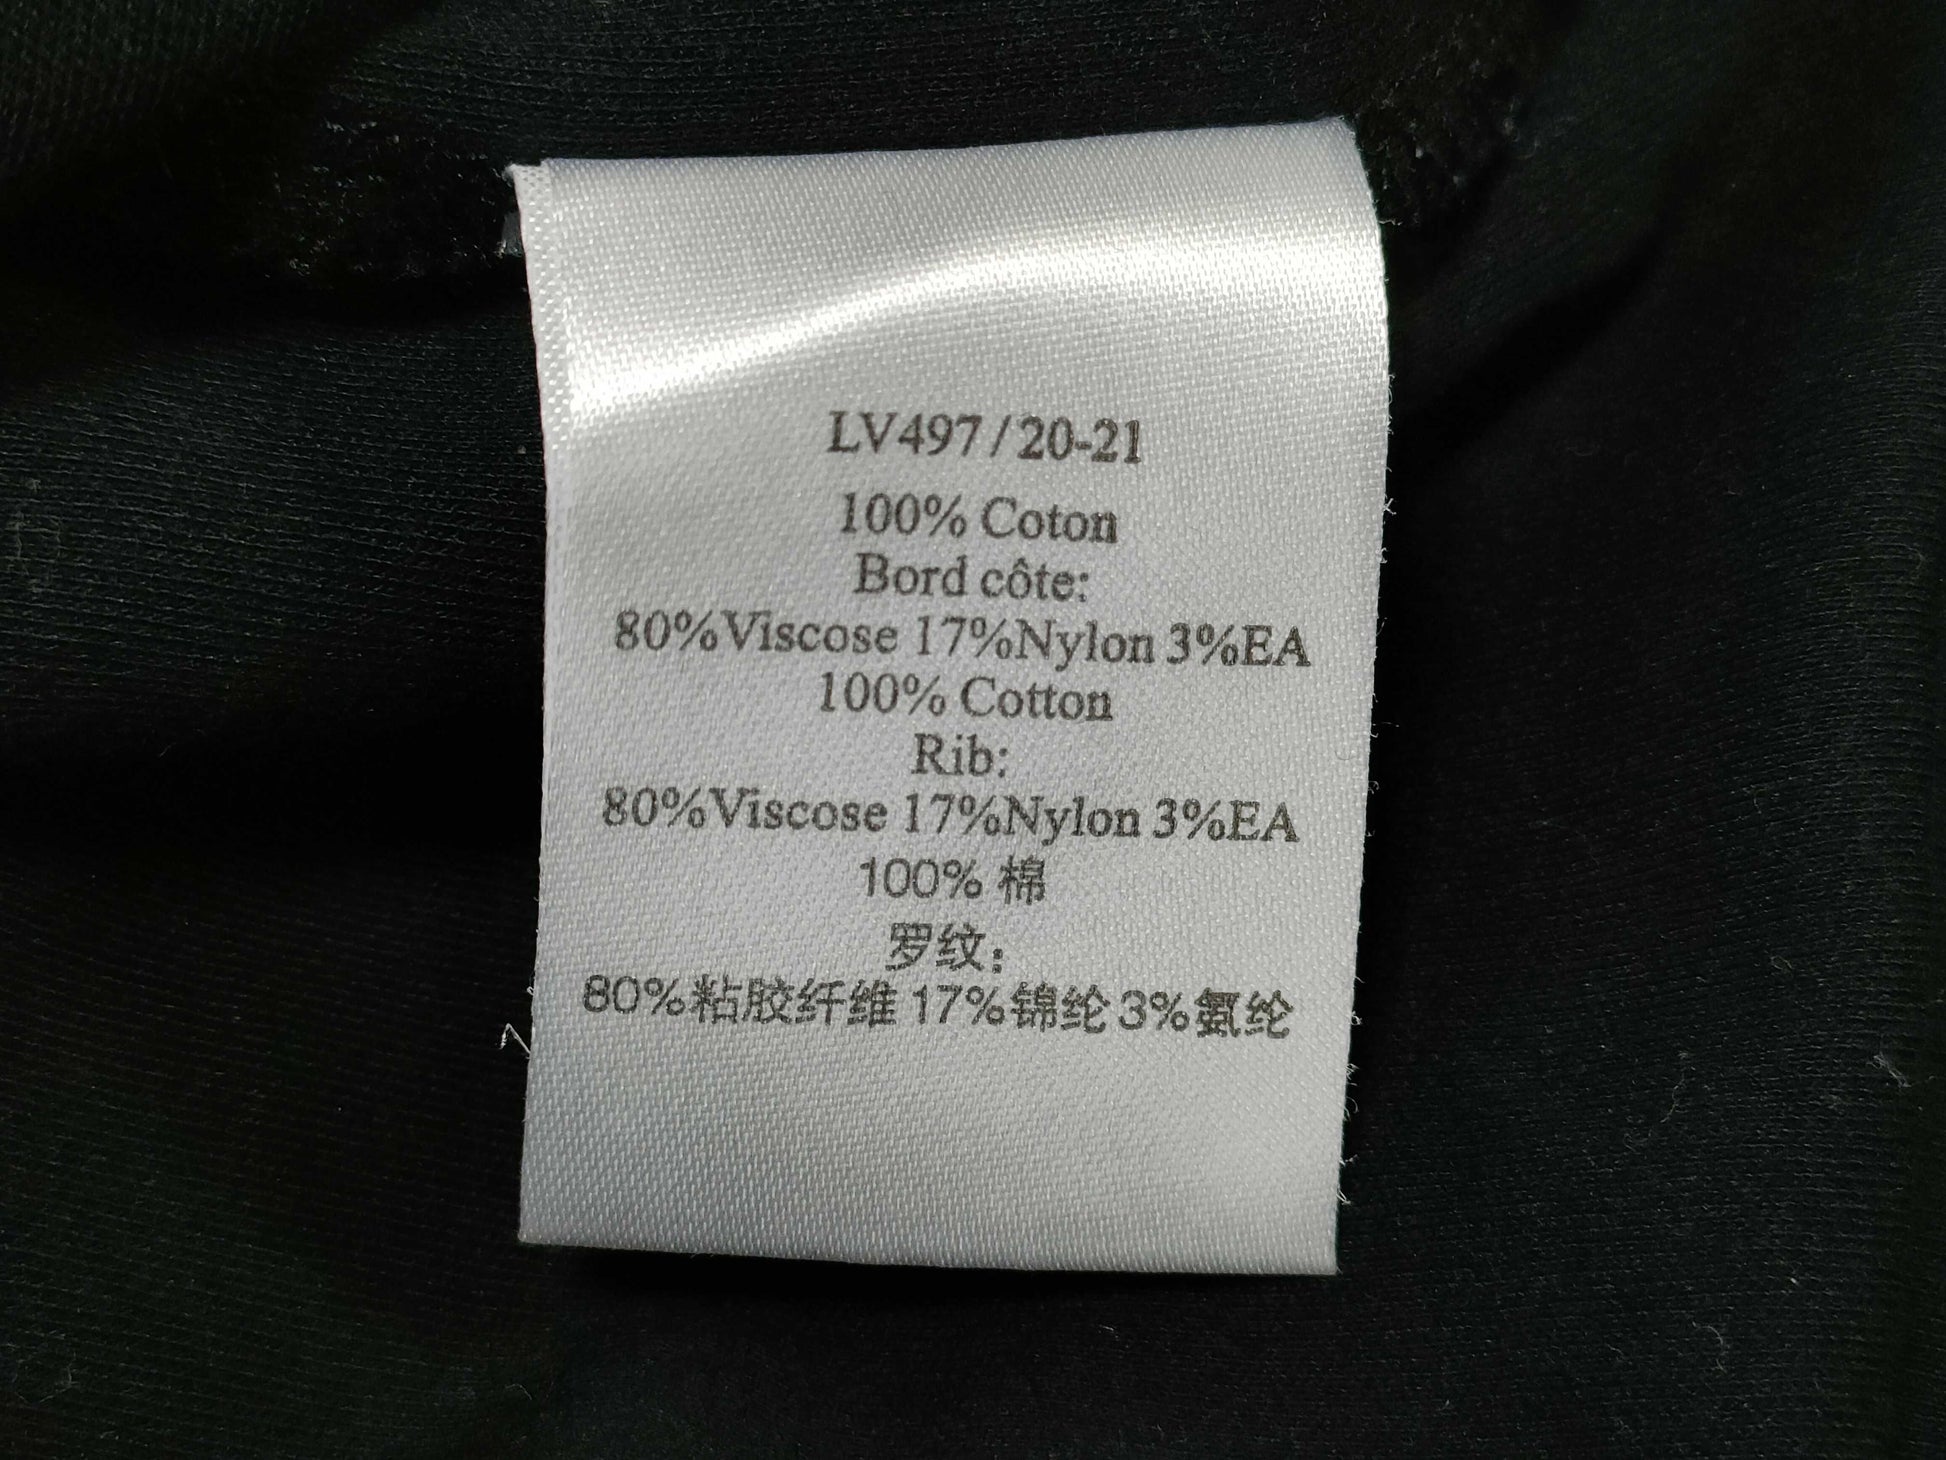 LV497/20-21
100% Coton
Bord côte:
80%Viscose 17%Nylon 3%EA
100% Cotton
Rib:
80%Viscose 17%Nylon 3%EA
100% 棉
罗纹：
80%粘胶纤维 17%锦纶 3%氨纶